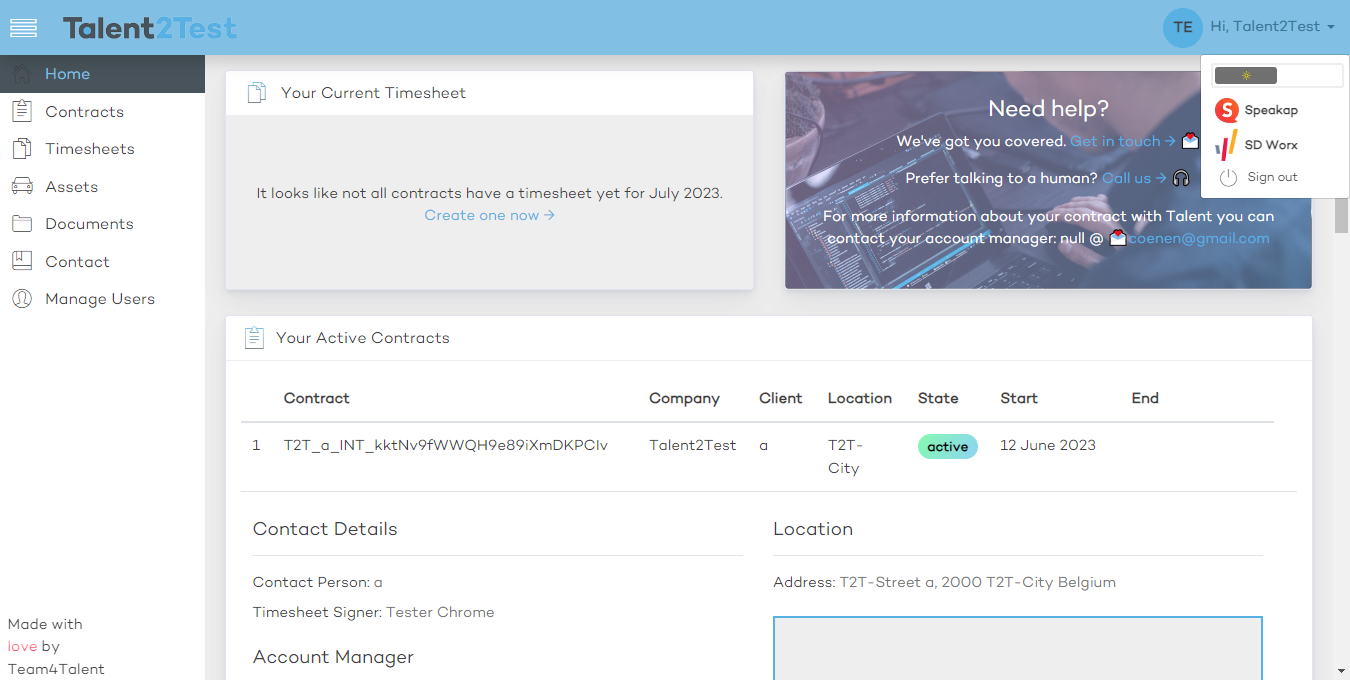 Talent2Test
TE
Hi, Talent2Test
Home
Contracts
Timesheets
Assets
Documents
Contact
Manage Users
Made with
love by
Team4Talent
Your Current Timesheet
It looks like not all contracts have a timesheet yet for July 2023.
Create one now →
Need help?
We've got you covered. Get in touch →
Prefer talking to a human? Call us →
For more information about your contract with Talent you can
contact your account manager: null @ coenen@gmail.com
Speakap
SD Worx
Sign out
Your Active Contracts
Contract Company Client Location State Start End
1 T2T_a_INT_kktNv9fWWQH9e89iXmDKPCIv Talent2Test a T2T- active 12 June 2023
City
Contact Details
Contact Person: a
Timesheet Signer: Tester Chrome
Account Manager
Location
Address: T2T-Street a, 2000 T2T-City Belgium